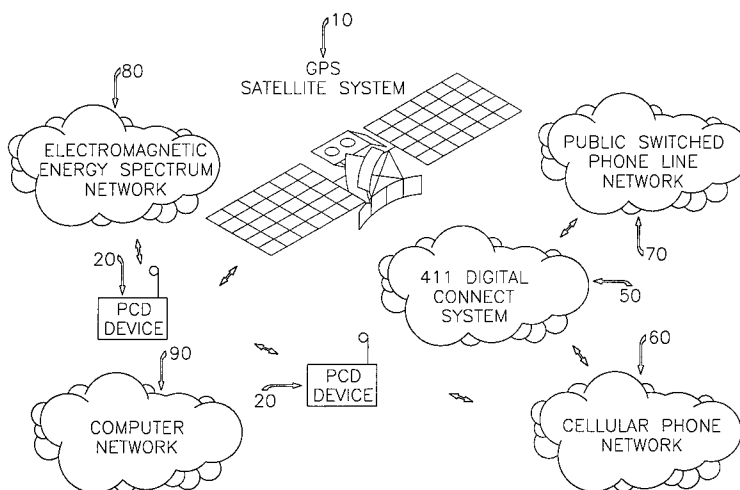 10
GPS
SATELLITE SYSTEM
80
ELECTROMAGNETIC
ENERGY SPECTRUM
NETWORK
PUBLIC SWITCHED
PHONE LINE
NETWORK
70
20
PCD
DEVICE
411 DIGITAL
CONNECT
SYSTEM
50
90
COMPUTER
NETWORK
20
PCD
DEVICE
60
CELLULAR PHONE
NETWORK